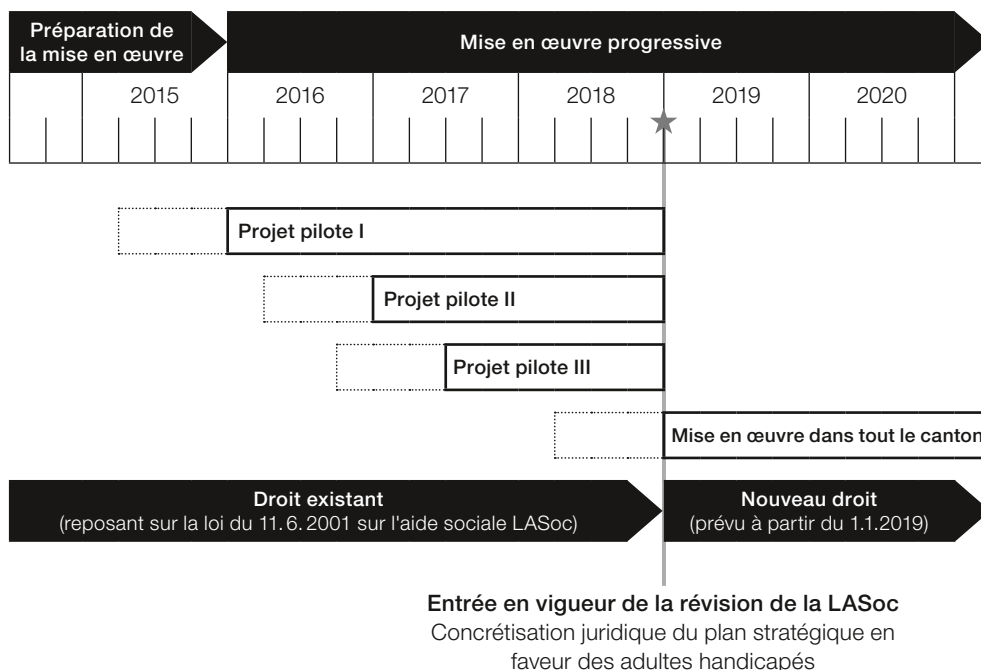 Préparation de
la mise en œuvre
Mise en œuvre progressive
2015
2016
2017
2018
2019
2020
Projet pilote I
Projet pilote II
Projet pilote III
Mise en œuvre dans tout le canton
Droit existant
(reposant sur la loi du 11.6.2001 sur l'aide sociale LASoc)
Nouveau droit
(prévu à partir du 1.1.2019)
Entrée en vigueur de la révision de la LASoc
Concrétisation juridique du plan stratégique en
faveur des adultes handicapés